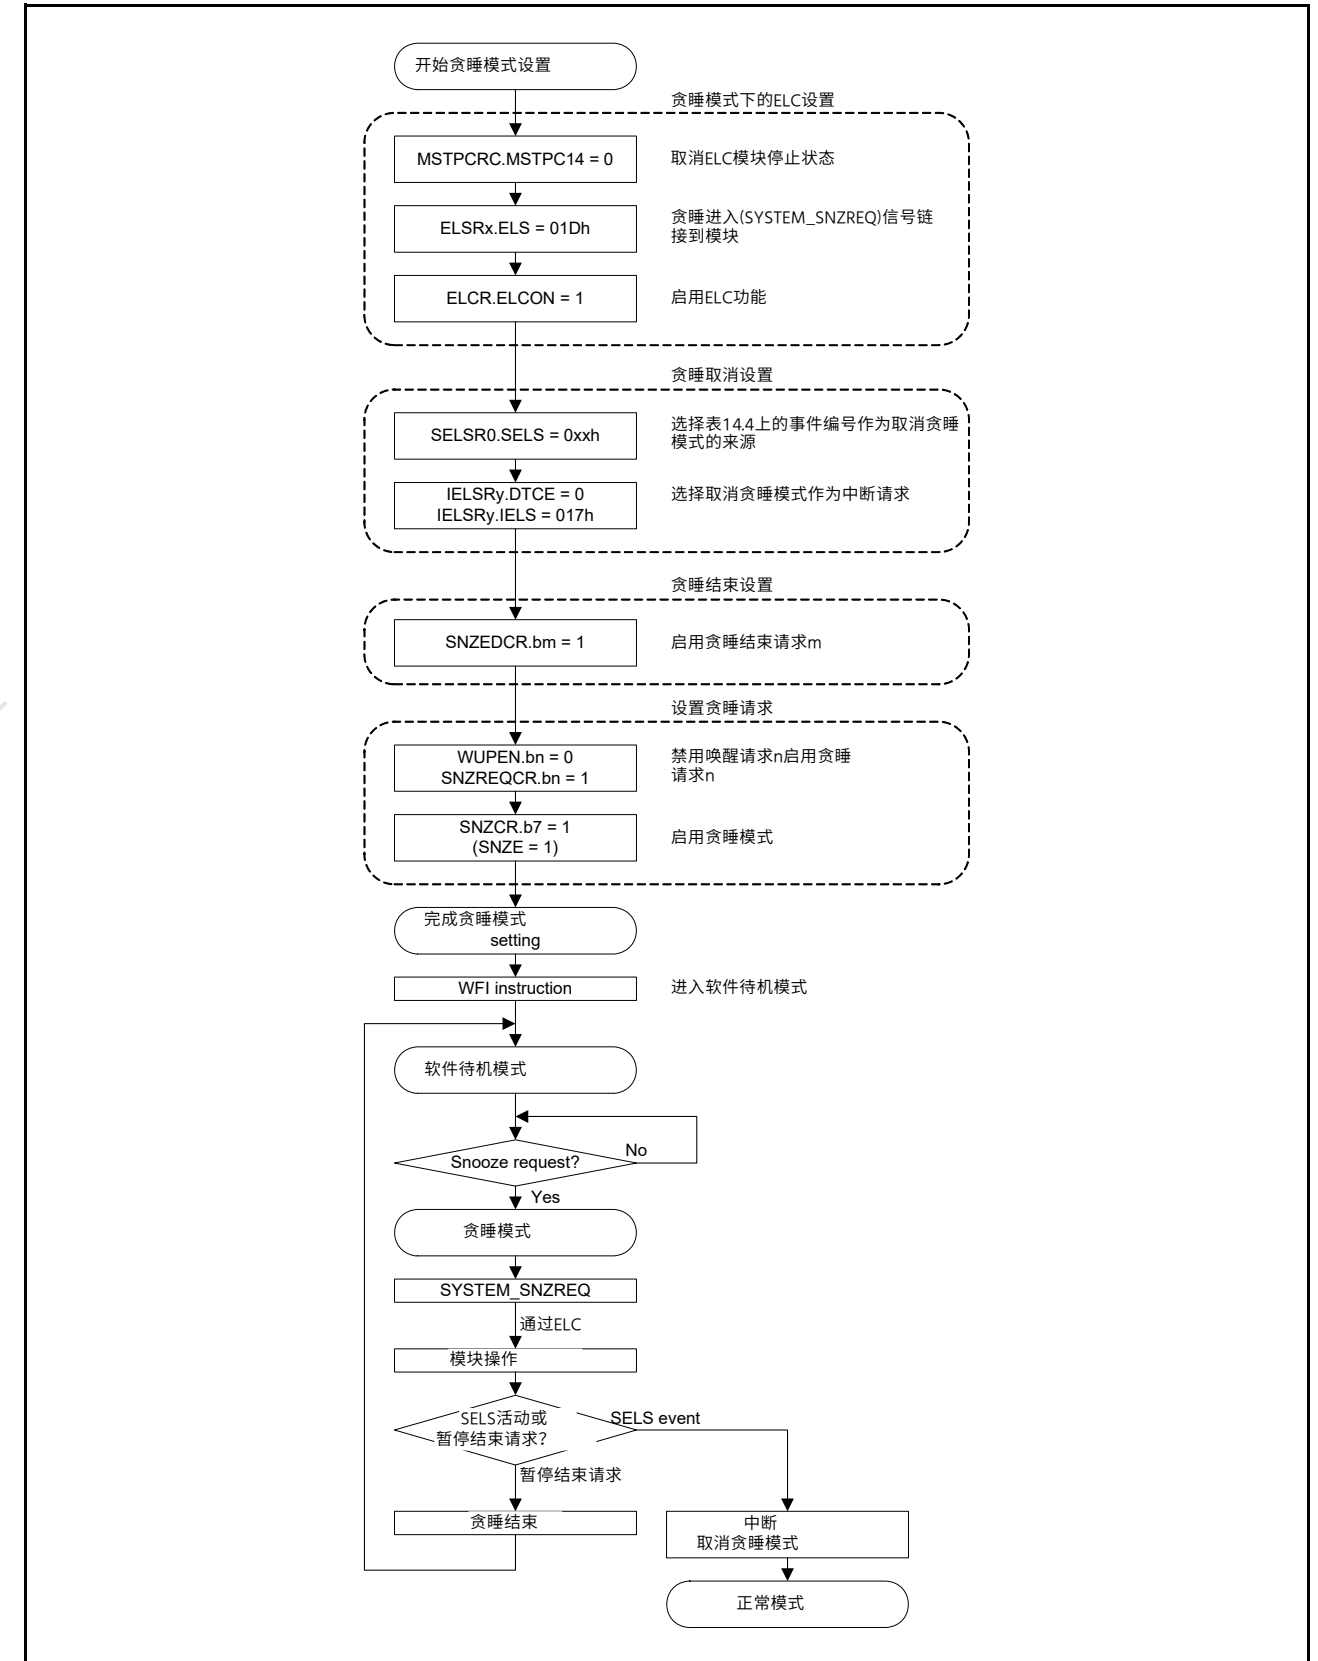 开始贪睡模式设置
贪睡模式下的ELC设置
MSTPCRC.MSTPC14 = 0
取消ELC模块停止状态
ELSRx.ELS = 01Dh
贪睡进入(SYSTEM_SNZREQ)信号链
接到模块
ELCR.ELCON = 1
启用ELC功能
贪睡取消设置
SELSR0.SELS = 0xxh
选择表14.4上的事件编号作为取消贪睡
模式的来源
IELSRy.DTCE = 0
IELSRy.IELS = 017h
选择取消贪睡模式作为中断请求
贪睡结束设置
SNZEDCR.bm = 1
启用贪睡结束请求m
设置贪睡请求
WUPEN.bn = 0
SNZREQCR.bn = 1
禁用唤醒请求n启用贪睡
请求n
SNZCR.b7 = 1
(SNZE = 1)
启用贪睡模式
完成贪睡模式
setting
WFI instruction
进入软件待机模式
软件待机模式
Snooze request?
No
Yes
贪睡模式
SYSTEM_SNZREQ
通过ELC
模块操作
SELS活动或
暂停结束请求?
SELS event
暂停结束请求
贪睡结束
中断
取消贪睡模式
正常模式